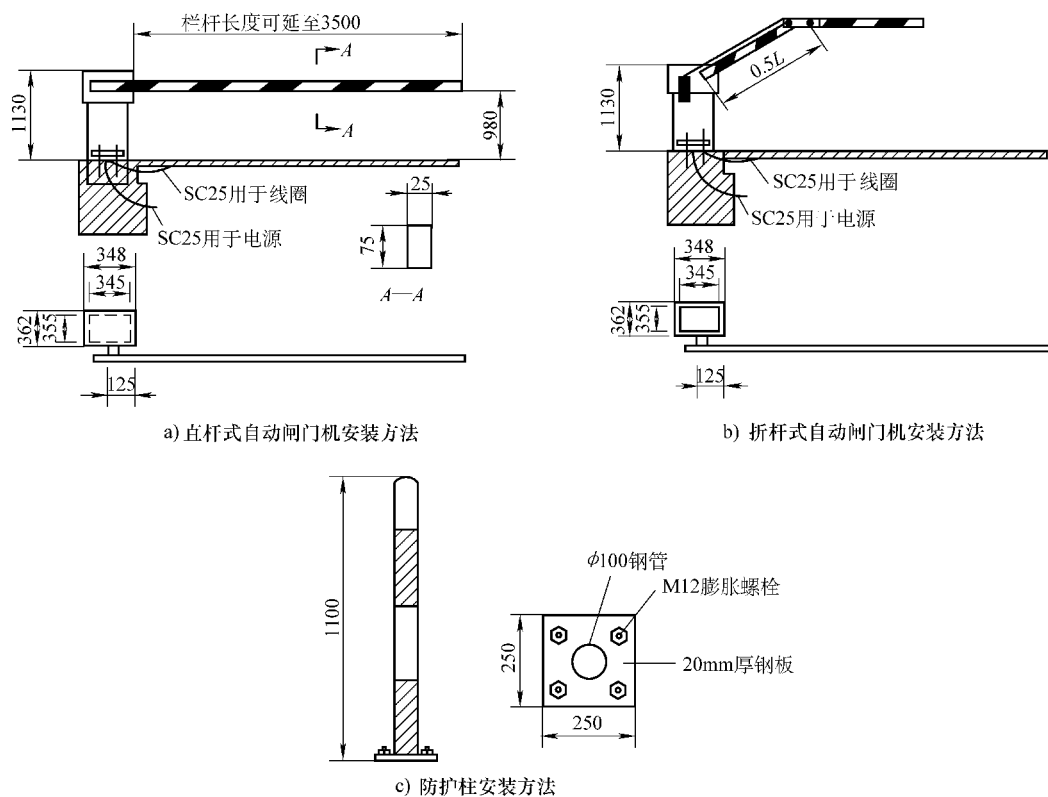 栏杆长度可延至3500
A
A
1130
980
SC25用于线圈
SC25用于电源
25
75
A—A
348
345
362
355
125
a) 直杆式自动闸门机安装方法
0.5L
1130
SC25用于线圈
SC25用于电源
348
345
362
355
125
b) 折杆式自动闸门机安装方法
1100
ϕ100钢管
M12膨胀螺栓
20mm厚钢板
250
250
c) 防护柱安装方法